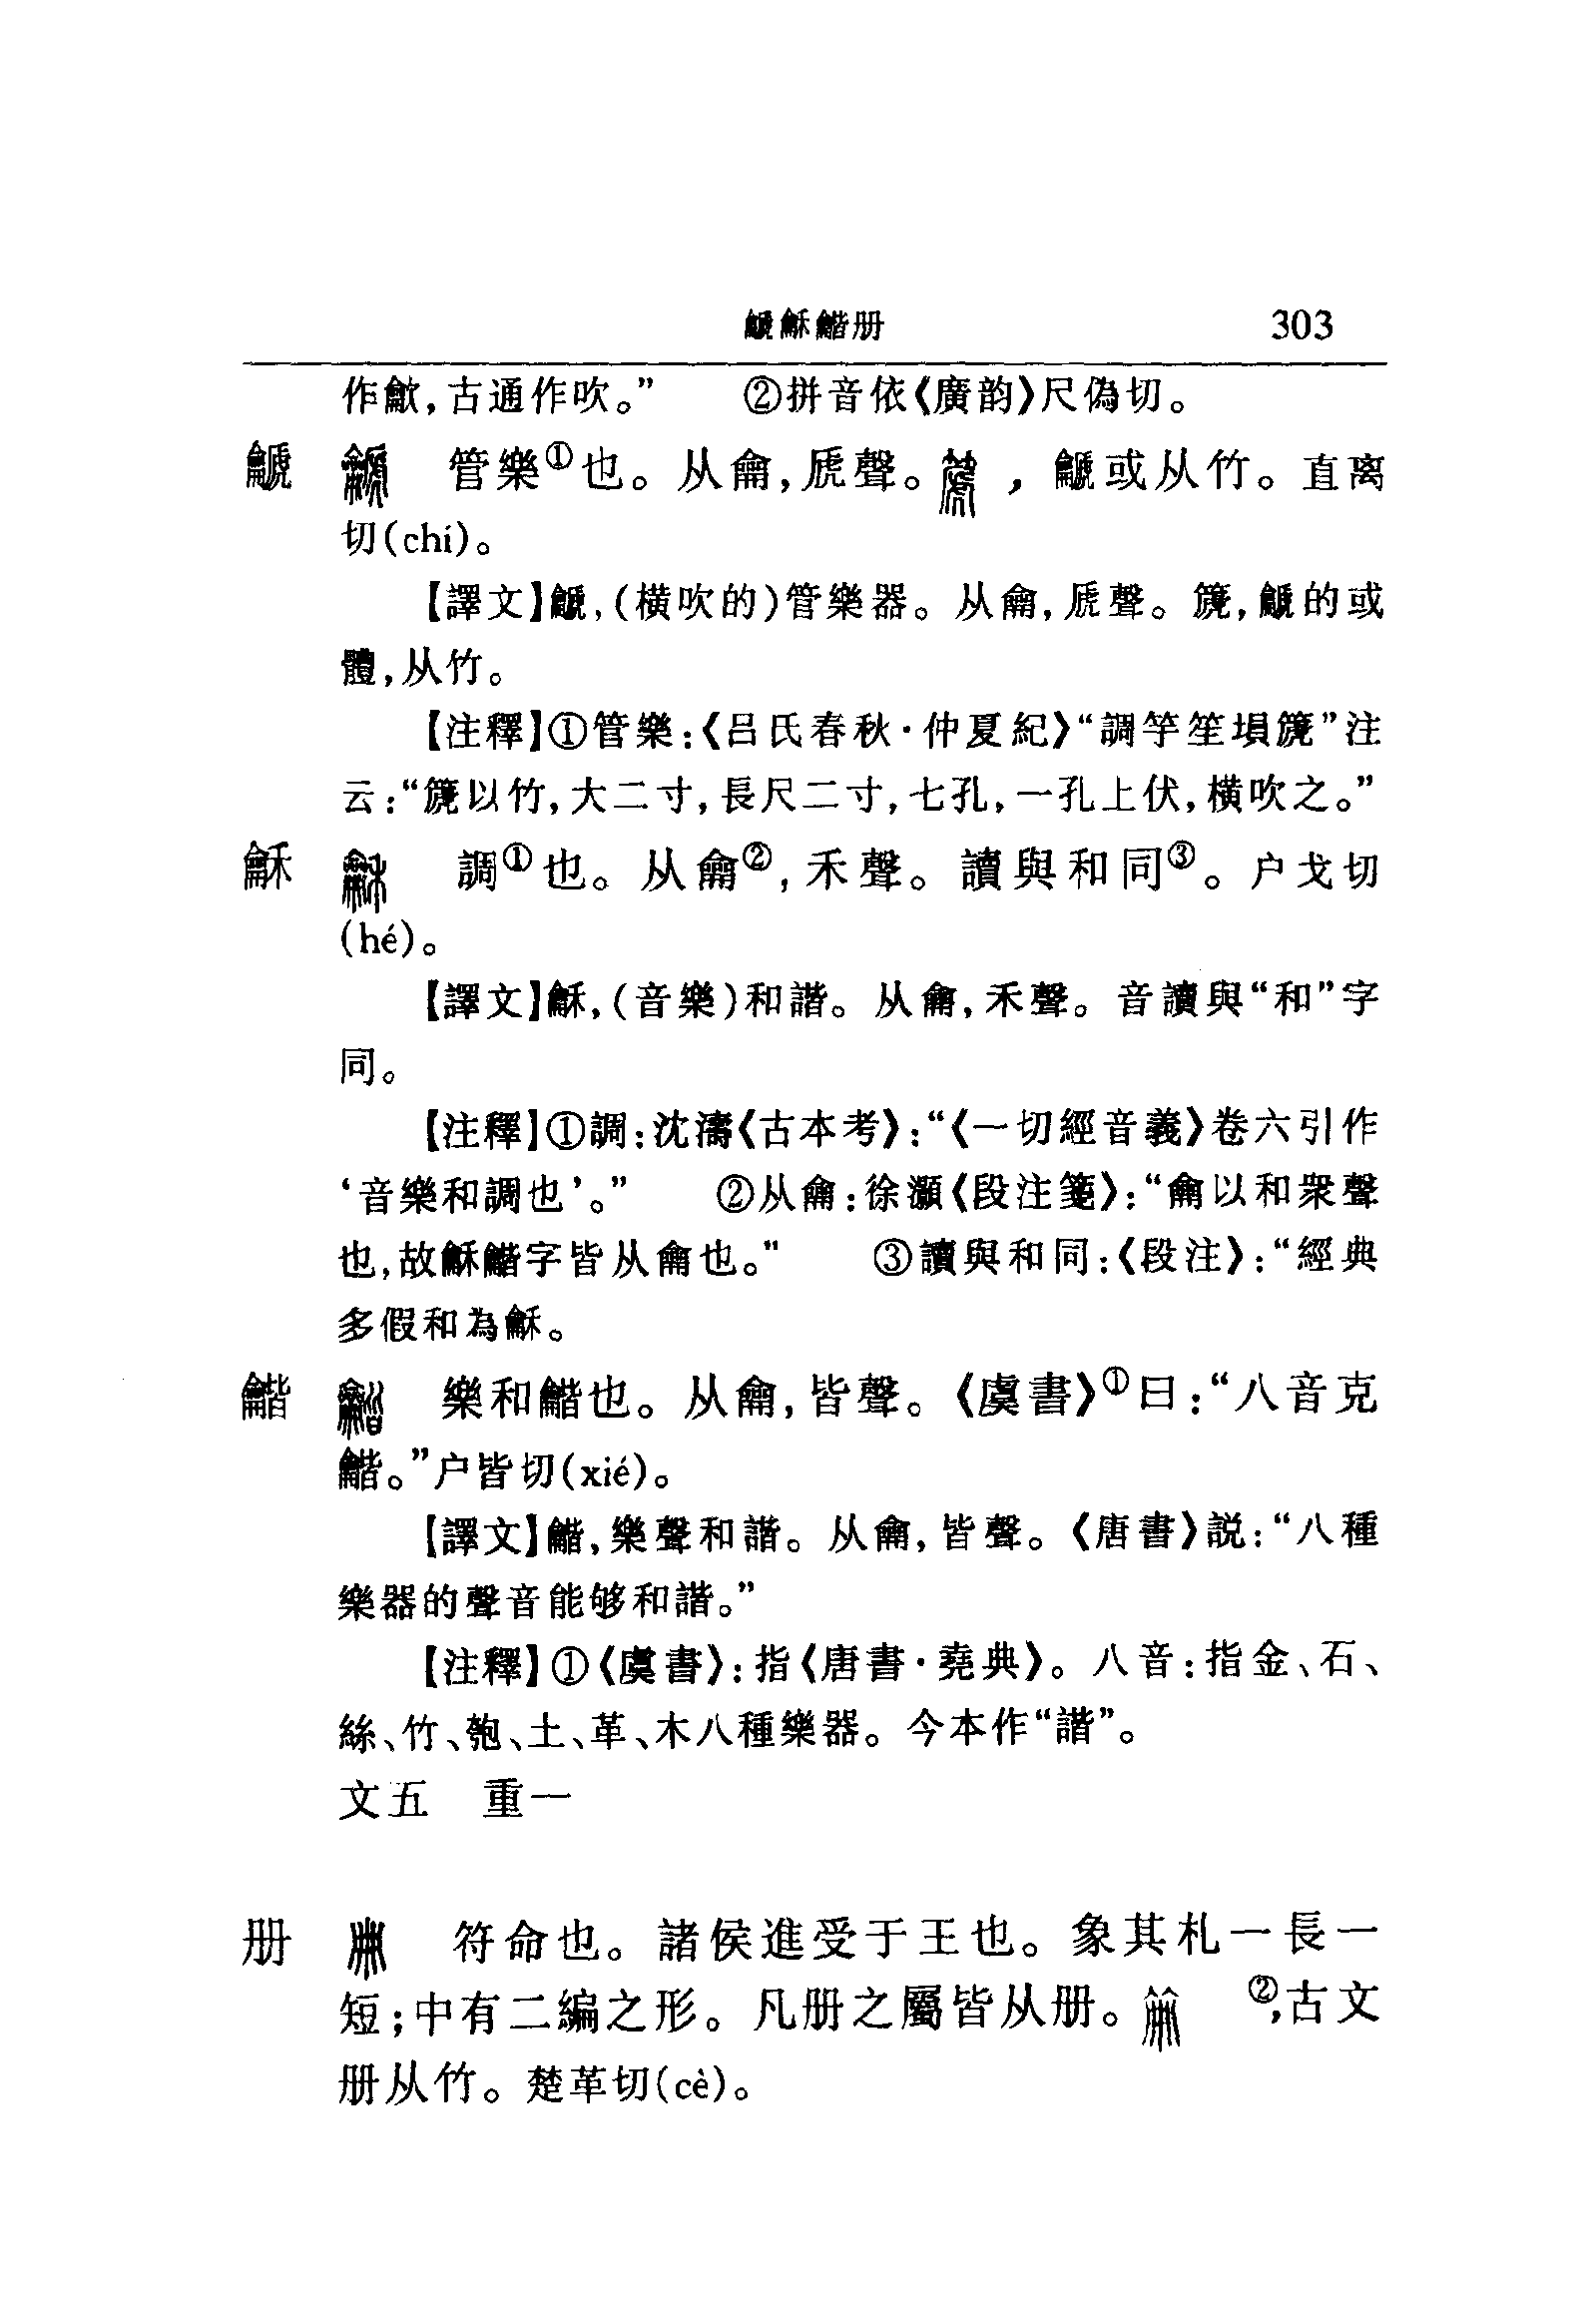 龥龢龤册 303
作龡,古通作吹。” ②拼音依《廣韵》尺僞切。
䶵 管樂①也。从龠,虒聲。 ,䶵或从竹。直离
切(chí)。
【譯文】䶵,(橫吹的)管樂器。从龠,虒聲。篪,䶵的或
體,从竹。
【注釋】①管樂:《吕氏春秋·仲夏紀》“調竽笙塤篪”注
云:“篪以竹,大二寸,長尺二寸,七孔,一孔上伏,橫吹之。”
龢 調①也。从龠②,禾聲。讀與和同③。户戈切
(hé)。
【譯文】龢,(音樂)和諧。从龠,禾聲。音讀與“和”字
同。
【注釋】①調:沈濤《古本考》:“《一切經音義》卷六引作
‘音樂和調也’。” ②从龠:徐灝《段注箋》:“龠以和衆聲
也,故龢龤字皆从龠也。” ③讀與和同:《段注》:“經典
多假和為龢。
龤 樂和龤也。从龠,皆聲。《虞書》①曰:“八音克
龤。”户皆切(xié)。
【譯文】龤,樂聲和諧。从龠,皆聲。《唐書》説:“八種
樂器的聲音能够和諧。”
【注釋】①《虞書》:指《唐書·堯典》。八音:指金、石、
絲、竹、匏、土、革、木八種樂器。今本作“諧”。
文五 重一
册 符命也。諸侯進受于王也。象其札一長一
短;中有二編之形。凡册之屬皆从册。 ②,古文
册从竹。楚革切(cè)。